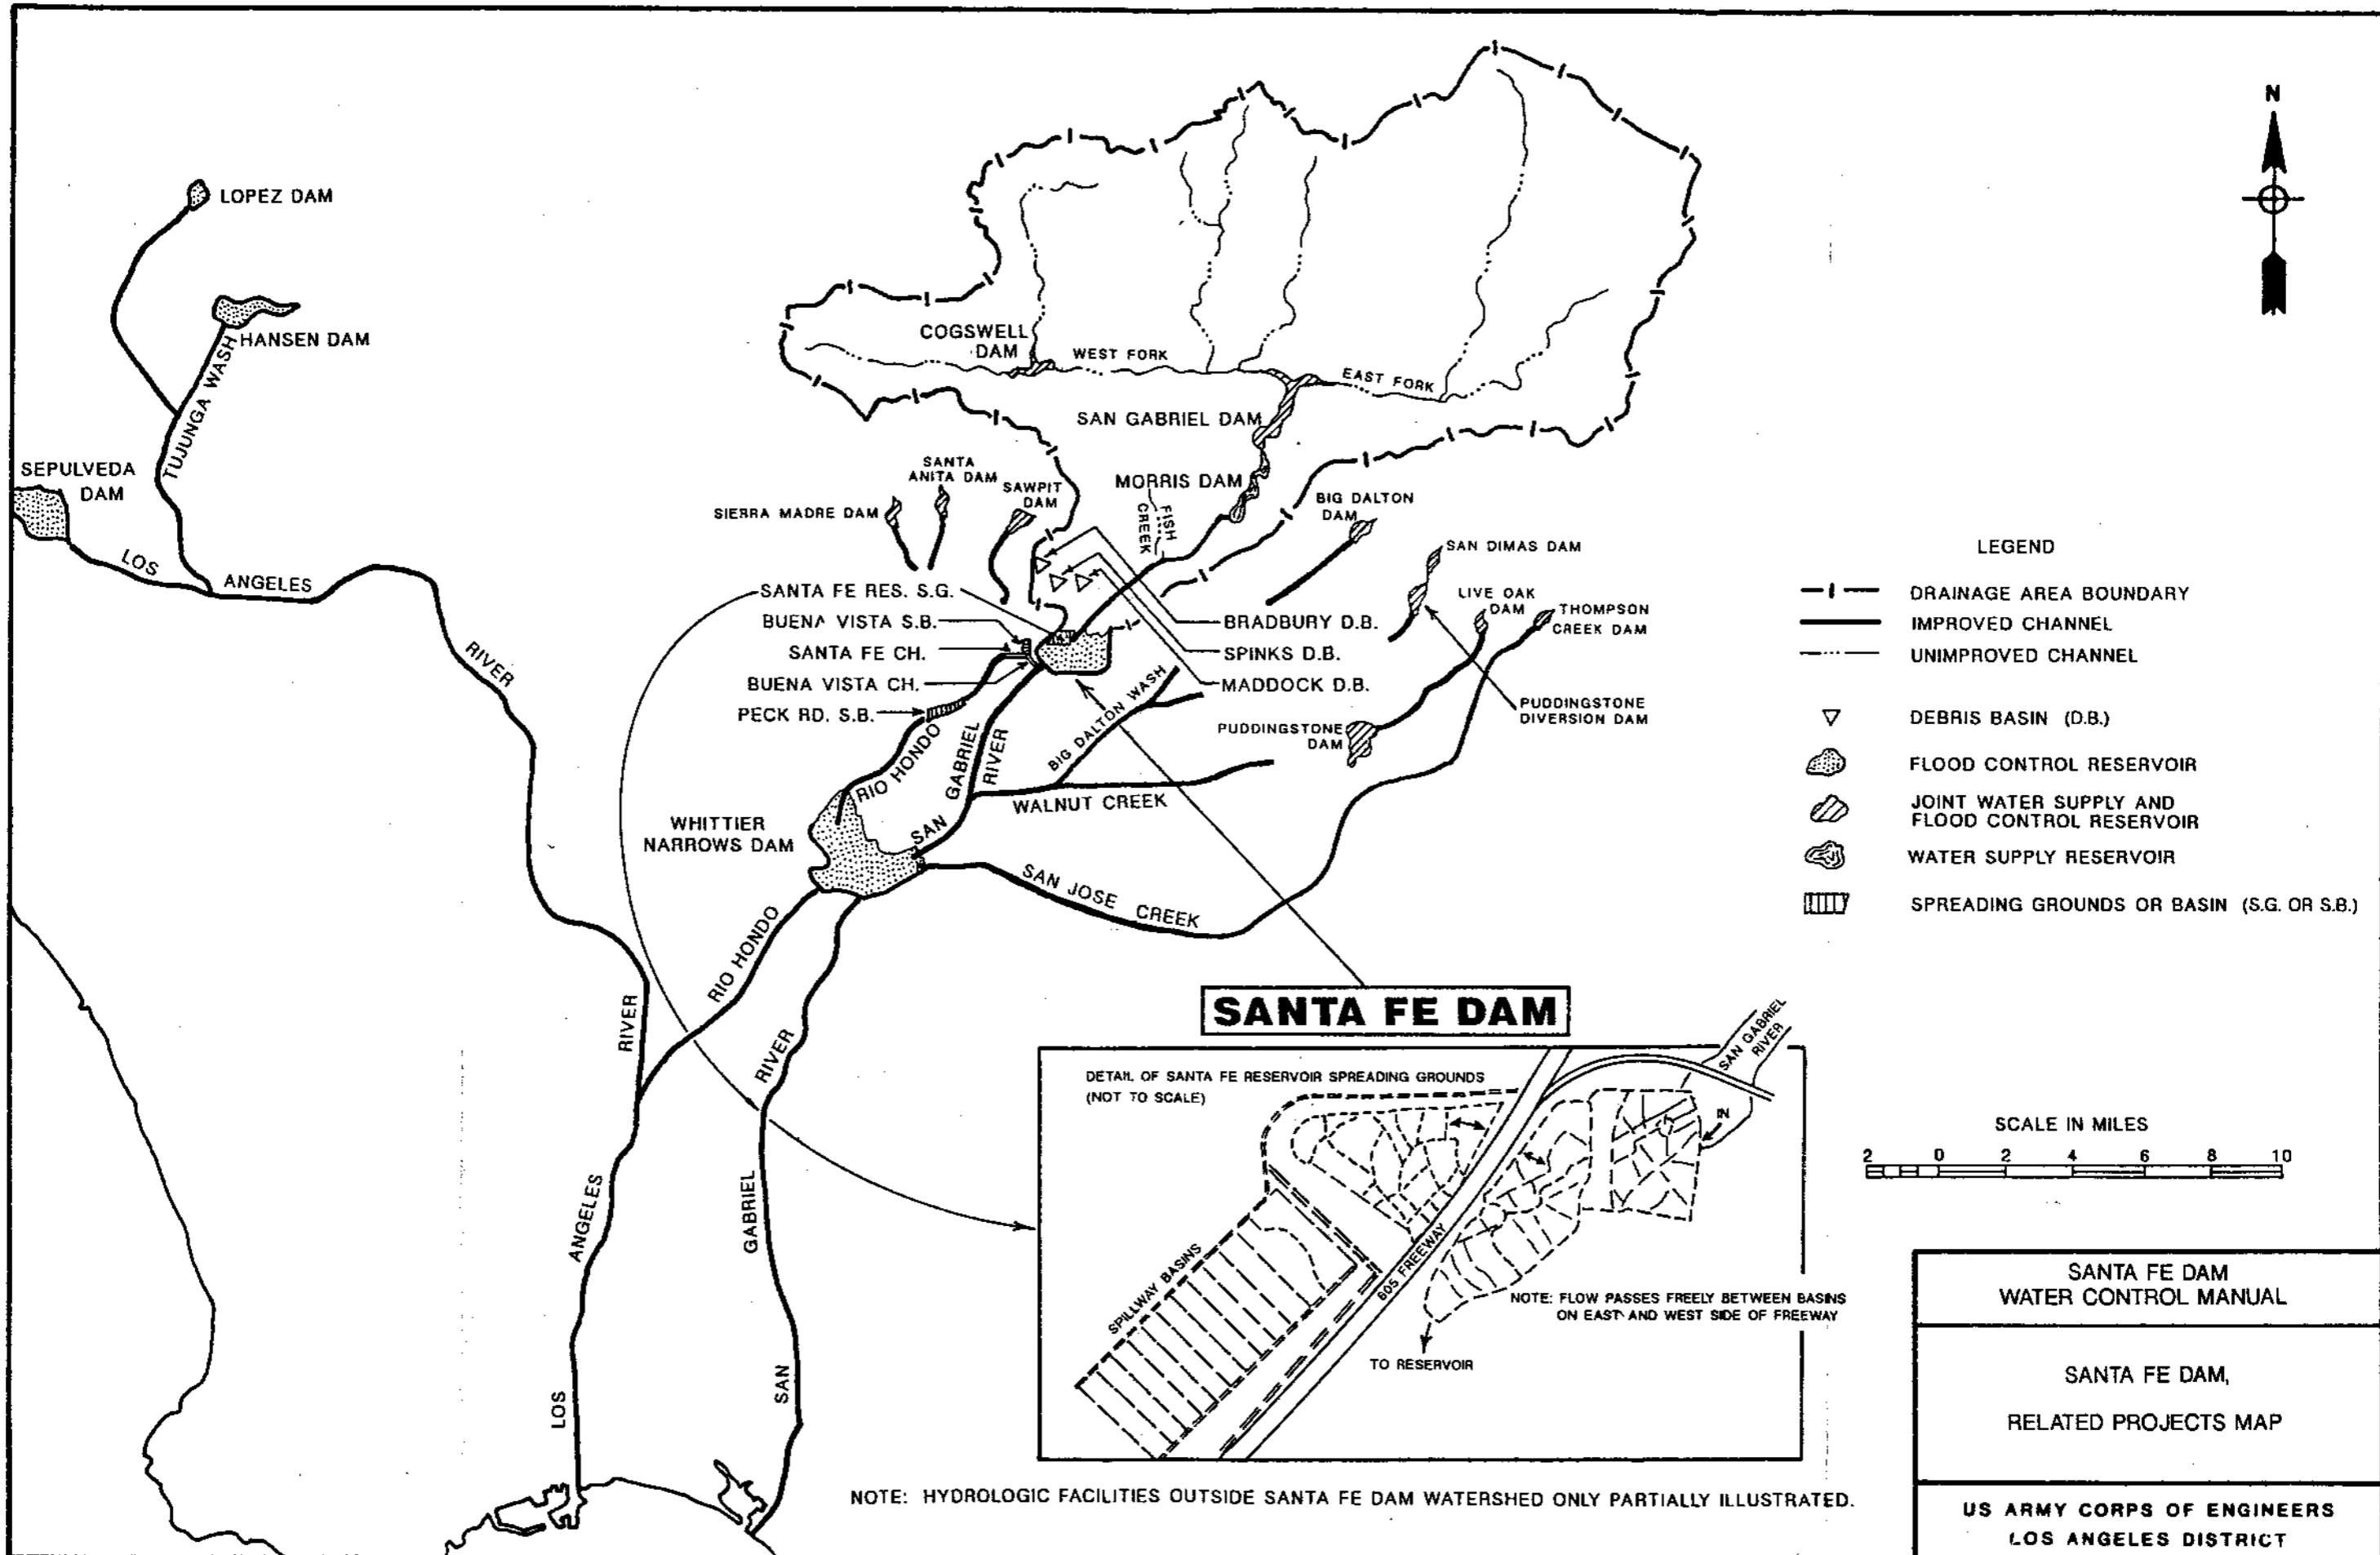 N
LOPEZ DAM
HANSEN DAM
TUJUNGA WASH
SEPULVEDA
DAM
LOS
ANGELES
RIVER
COGSWELL
DAM
WEST FORK
EAST FORK
SAN GABRIEL DAM
MORRIS DAM
FISH
CREEK
SANTA
ANITA DAM
SAWPIT
DAM
SIERRA MADRE DAM
BIG DALTON
DAM
SAN DIMAS DAM
LIVE OAK
DAM
THOMPSON
CREEK DAM
SANTA FE RES. S.G.
BUENA VISTA S.B.
SANTA FE CH.
BUENA VISTA CH.
PECK RD. S.B.
BRADBURY D.B.
SPINKS D.B.
MADDOCK D.B.
PUDDINGSTONE
DIVERSION DAM
PUDDINGSTONE
DAM
BIG DALTON WASH
WALNUT CREEK
RIO HONDO
SAN
GABRIEL
RIVER
WHITTIER
NARROWS DAM
SAN JOSE CREEK
RIO HONDO
RIVER
ANGELES
LOS
RIVER
GABRIEL
SAN
LEGEND
DRAINAGE AREA BOUNDARY
IMPROVED CHANNEL
UNIMPROVED CHANNEL
DEBRIS BASIN (D.B.)
FLOOD CONTROL RESERVOIR
JOINT WATER SUPPLY AND
FLOOD CONTROL RESERVOIR
WATER SUPPLY RESERVOIR
SPREADING GROUNDS OR BASIN (S.G. OR S.B.)
SANTA FE DAM
DETAIL OF SANTA FE RESERVOIR SPREADING GROUNDS
(NOT TO SCALE)
SAN GABRIEL
RIVER
IN
605 FREEWAY
SPILLWAY BASINS
NOTE: FLOW PASSES FREELY BETWEEN BASINS
ON EAST AND WEST SIDE OF FREEWAY
TO RESERVOIR
SCALE IN MILES
2 0 2 4 6 8 10
NOTE: HYDROLOGIC FACILITIES OUTSIDE SANTA FE DAM WATERSHED ONLY PARTIALLY ILLUSTRATED.
SANTA FE DAM
WATER CONTROL MANUAL
SANTA FE DAM,
RELATED PROJECTS MAP
US ARMY CORPS OF ENGINEERS
LOS ANGELES DISTRICT